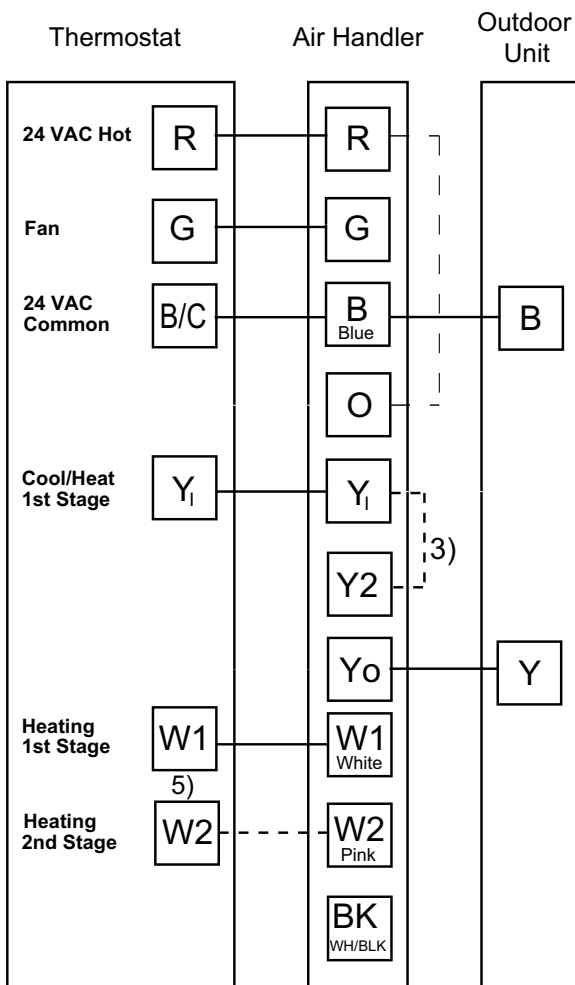 Thermostat
Air Handler
Outdoor
Unit
24 VAC Hot
R
R
Fan
G
G
24 VAC
Common
B/C
B
Blue
B
O
Cool/Heat
1st Stage
Y1
Y1
3)
Y2
Yo
Y
Heating
1st Stage
W1
W1
White
5)
Heating
2nd Stage
W2
W2
Pink
BK
WH/BLK